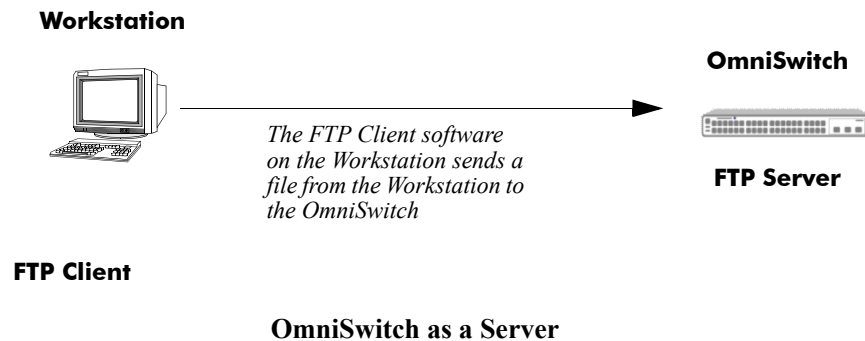 Workstation
OmniSwitch
The FTP Client software
on the Workstation sends a
file from the Workstation to
the OmniSwitch
FTP Server
FTP Client
OmniSwitch as a Server